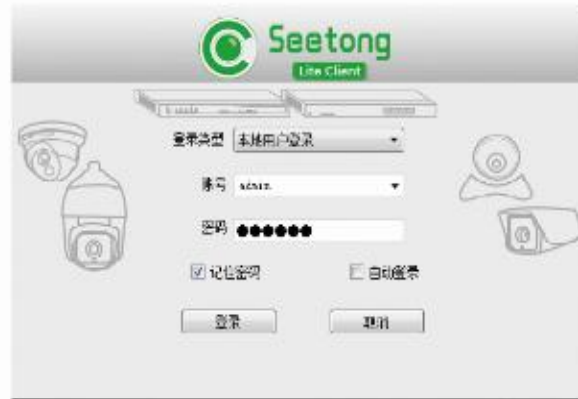 Seetong
Lite Client
登录类型 本地用户登录
账号 admin
密码 ●●●●●●
记住密码 自动登录
登录 取消